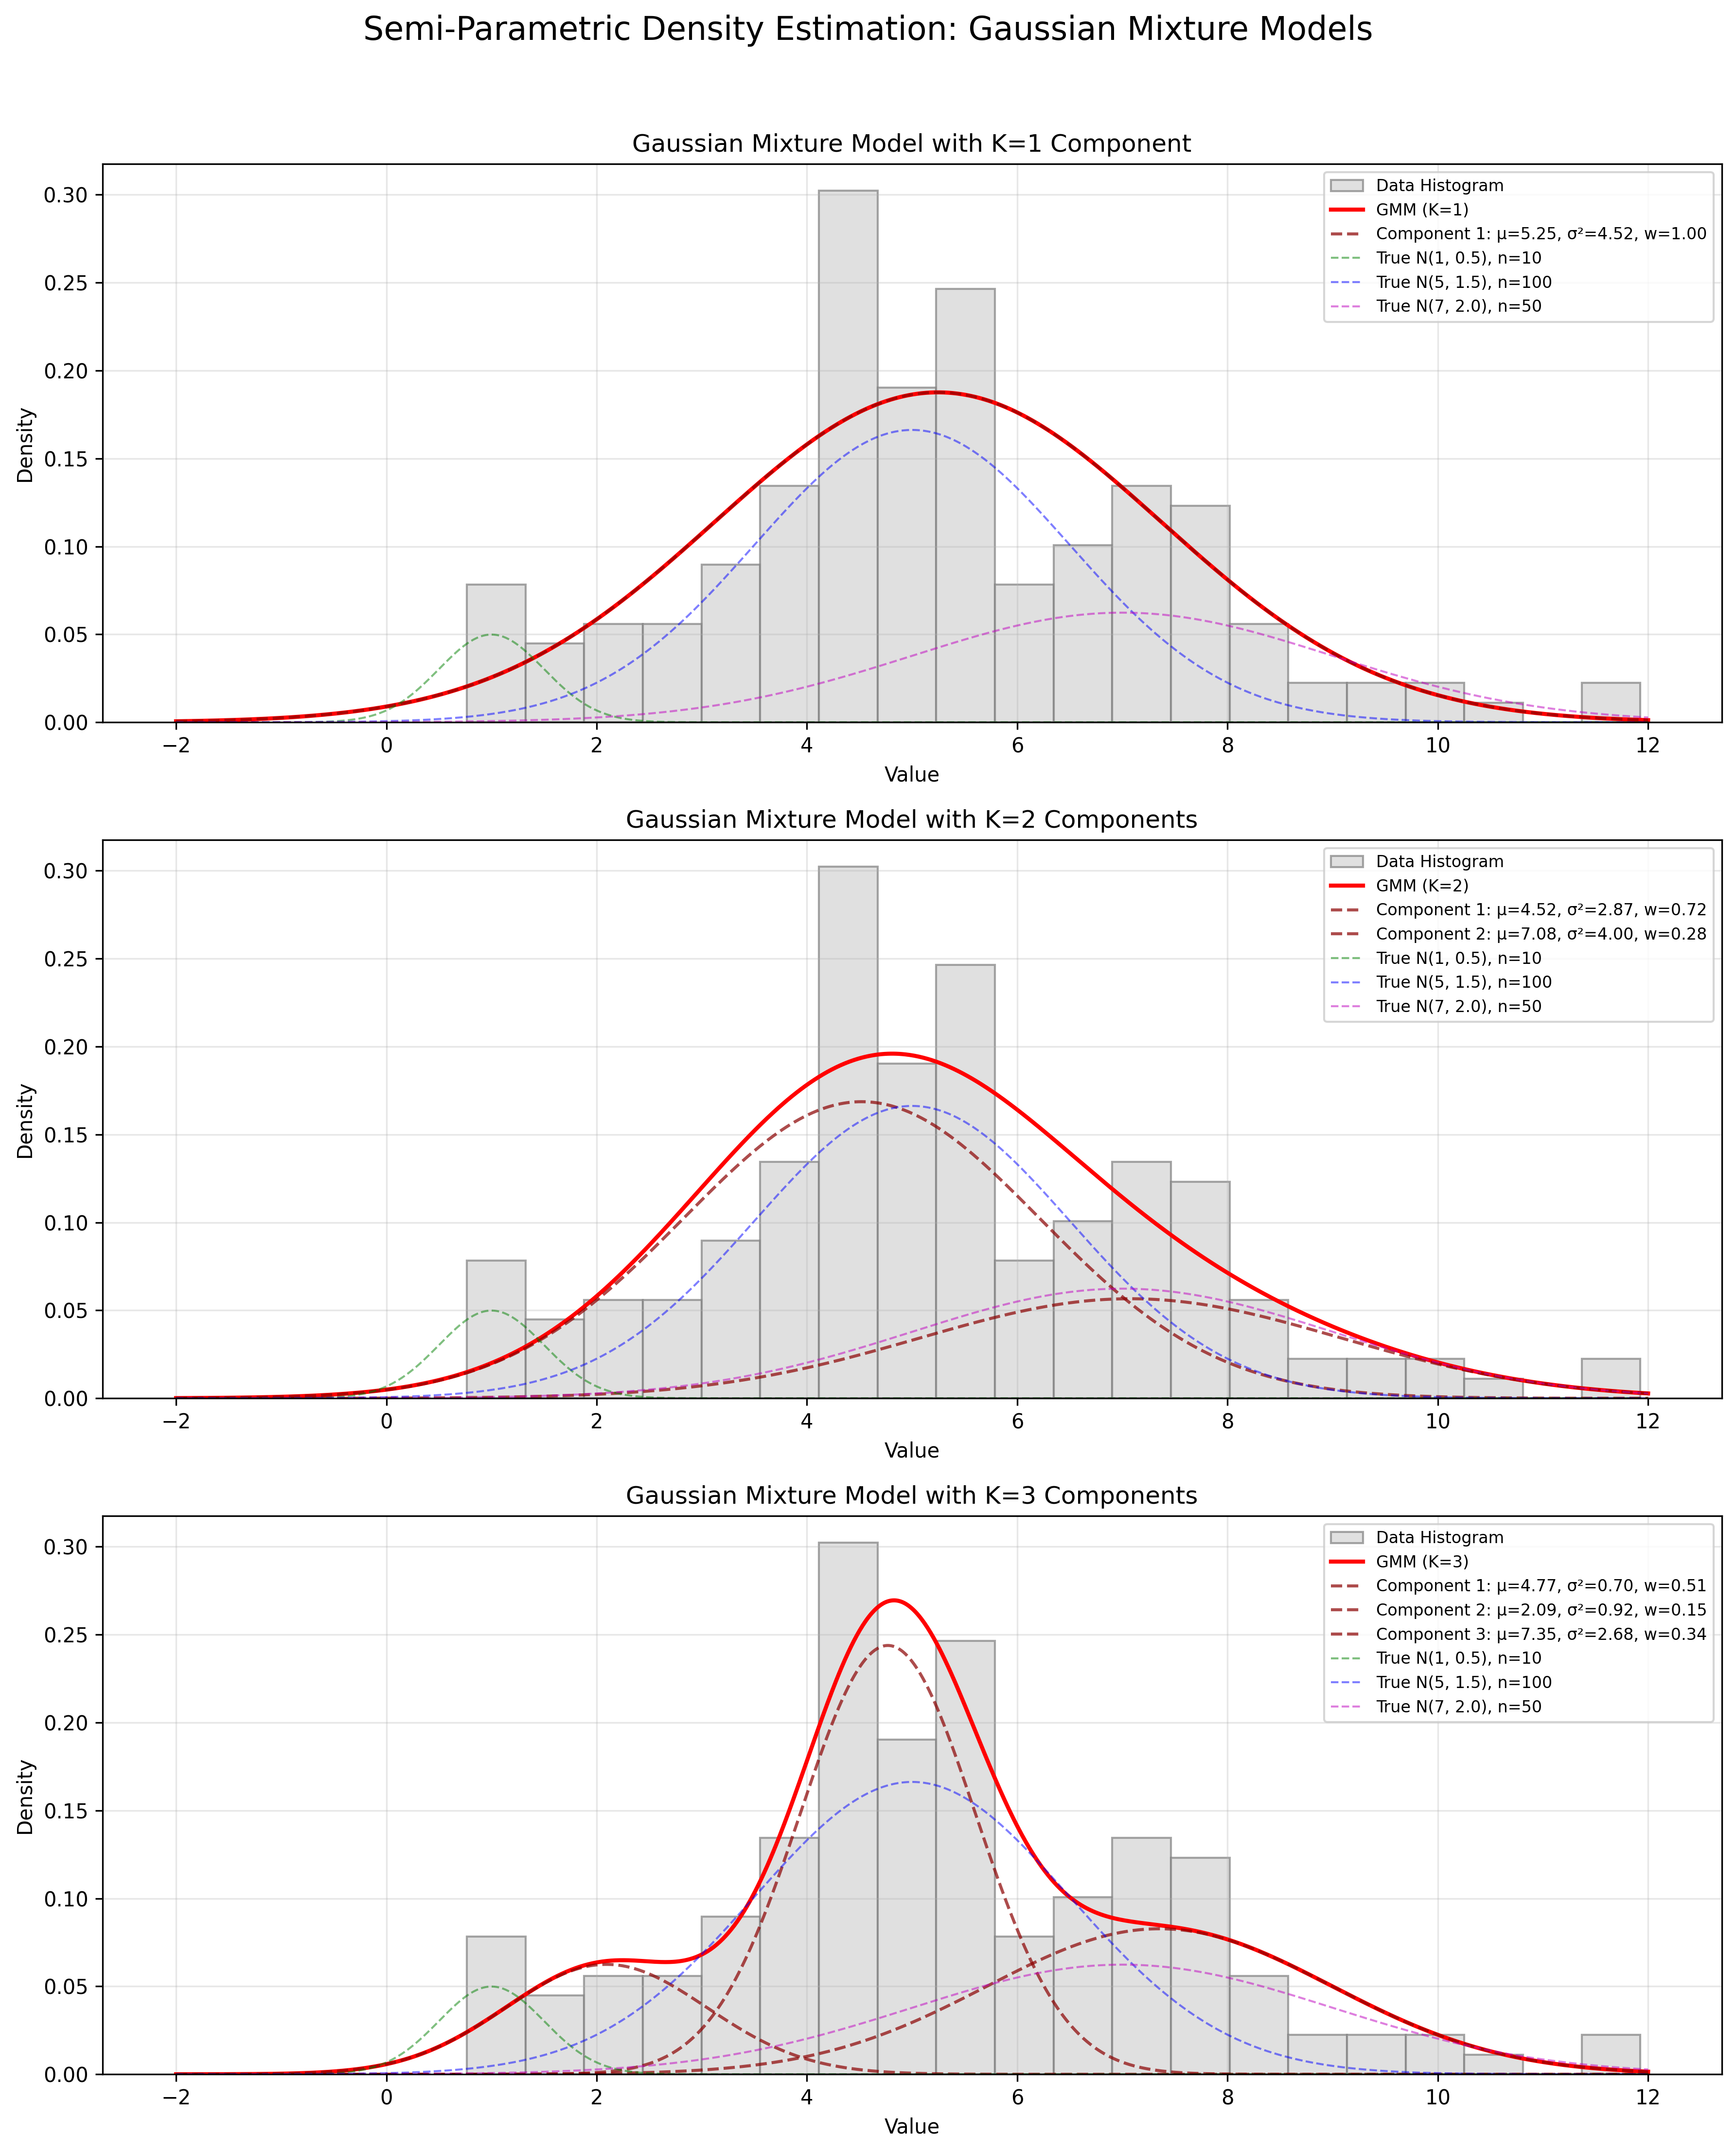 Semi-Parametric Density Estimation: Gaussian Mixture Models
Gaussian Mixture Model with K=1 Component
Data Histogram
GMM (K=1)
Component 1: μ=5.25, σ²=4.52, w=1.00
True N(1, 0.5), n=10
True N(5, 1.5), n=100
True N(7, 2.0), n=50
0.30
0.25
0.20
0.15
0.10
0.05
0.00
Density
−2 0 2 4 6 8 10 12
Value
Gaussian Mixture Model with K=2 Components
Data Histogram
GMM (K=2)
Component 1: μ=4.52, σ²=2.87, w=0.72
Component 2: μ=7.08, σ²=4.00, w=0.28
True N(1, 0.5), n=10
True N(5, 1.5), n=100
True N(7, 2.0), n=50
0.30
0.25
0.20
0.15
0.10
0.05
0.00
Density
−2 0 2 4 6 8 10 12
Value
Gaussian Mixture Model with K=3 Components
Data Histogram
GMM (K=3)
Component 1: μ=4.77, σ²=0.70, w=0.51
Component 2: μ=2.09, σ²=0.92, w=0.15
Component 3: μ=7.35, σ²=2.68, w=0.34
True N(1, 0.5), n=10
True N(5, 1.5), n=100
True N(7, 2.0), n=50
0.30
0.25
0.20
0.15
0.10
0.05
0.00
Density
−2 0 2 4 6 8 10 12
Value